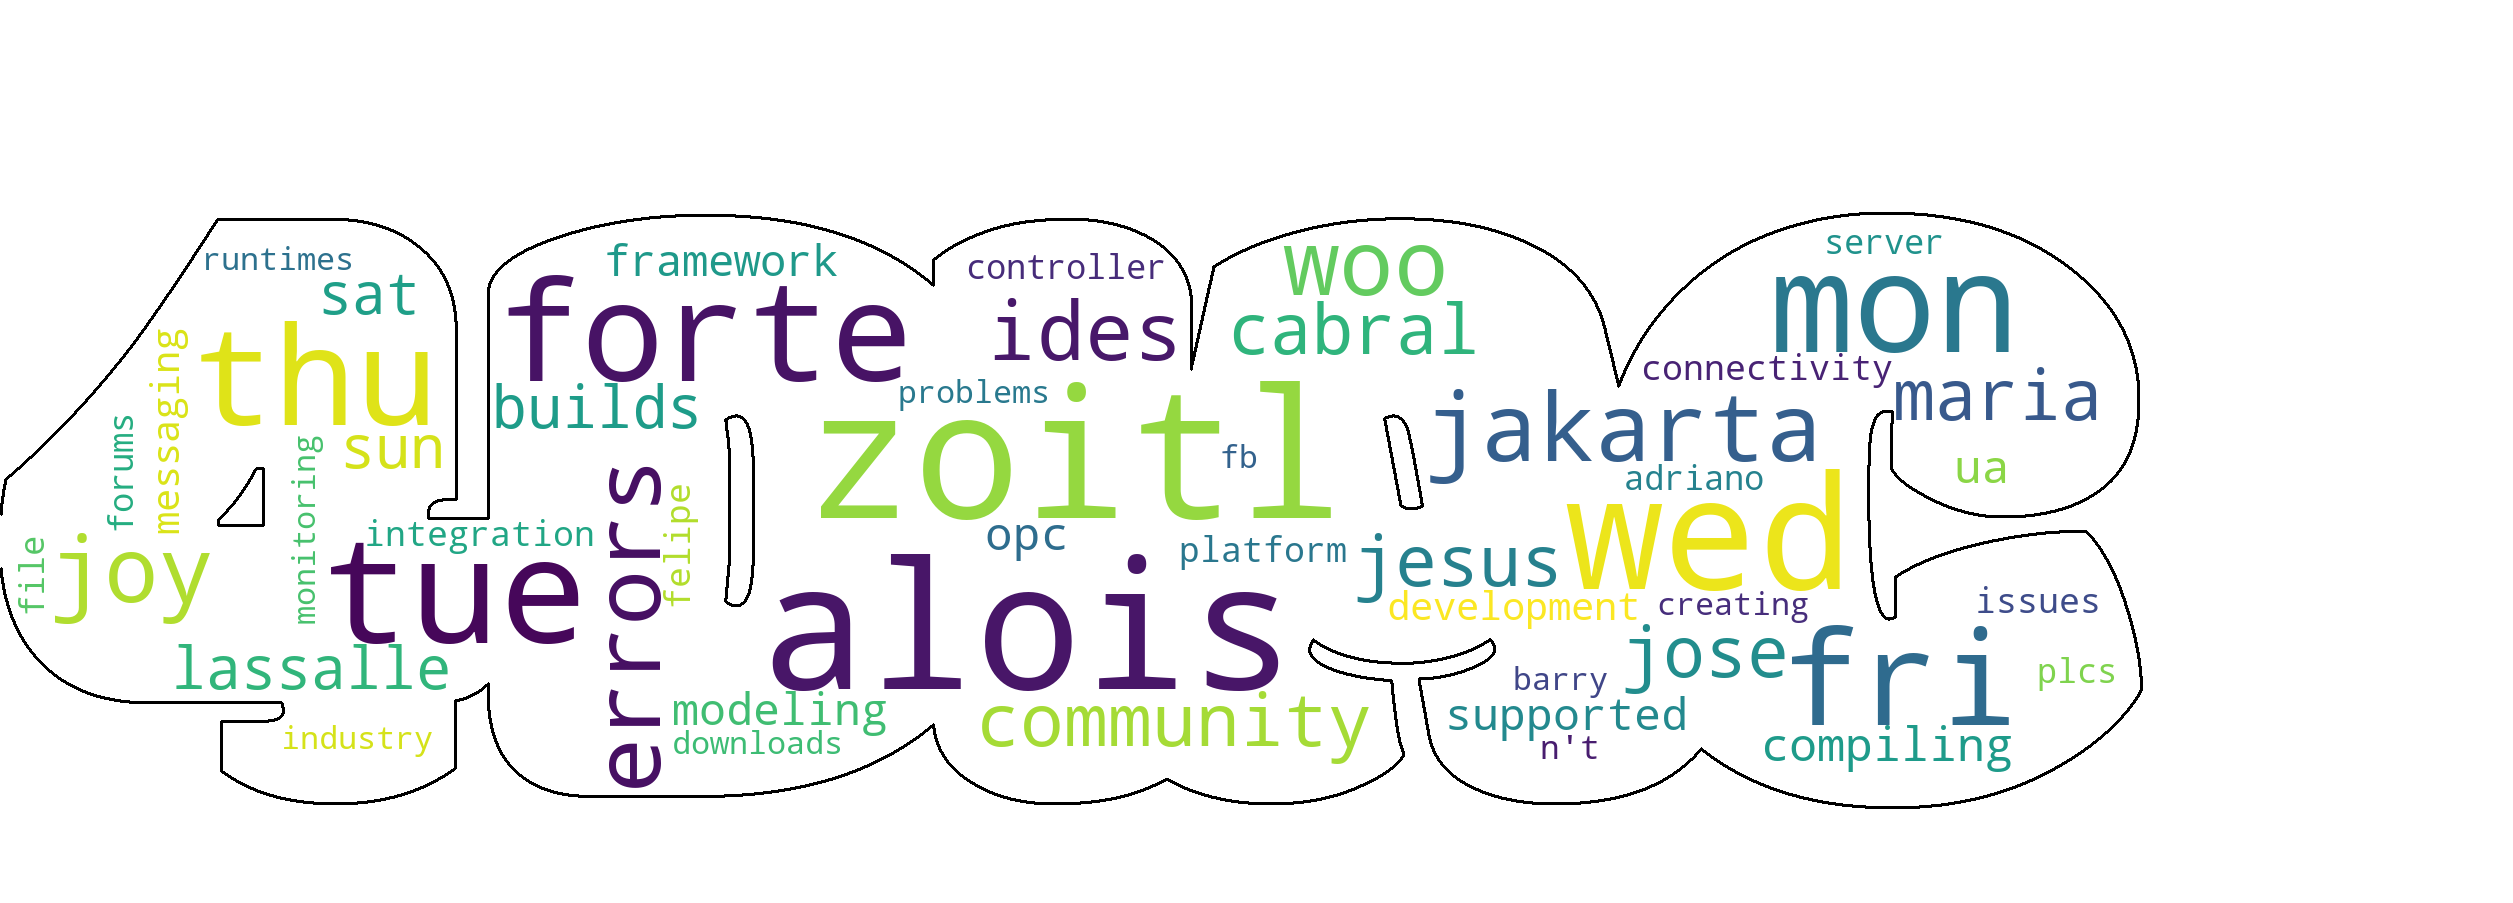 runtimes
sat
thu
sun
messaging
forums
monitoring
file
joy
integration
tue
lassalle
industry
framework
forte
builds
errors
felipe
modeling
downloads
controller
ides
problems
zoitl
fb
opc
platform
alois
community
woo
cabral
jakarta
adriano
wed
jesus
development
creating
jose
barry
supported
n't
server
mon
connectivity
maria
ua
issues
fri
plcs
compiling